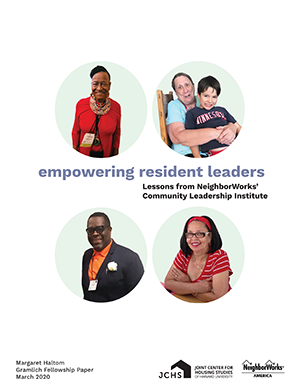 MINNESOTA
empowering resident leaders
Lessons from NeighborWorks'
Community Leadership Institute
Margaret Haltom
Gramlich Fellowship Paper
March 2020
JCHS
JOINT CENTER FOR
HOUSING STUDIES
OF HARVARD UNIVERSITY
NeighborWorks®
AMERICA